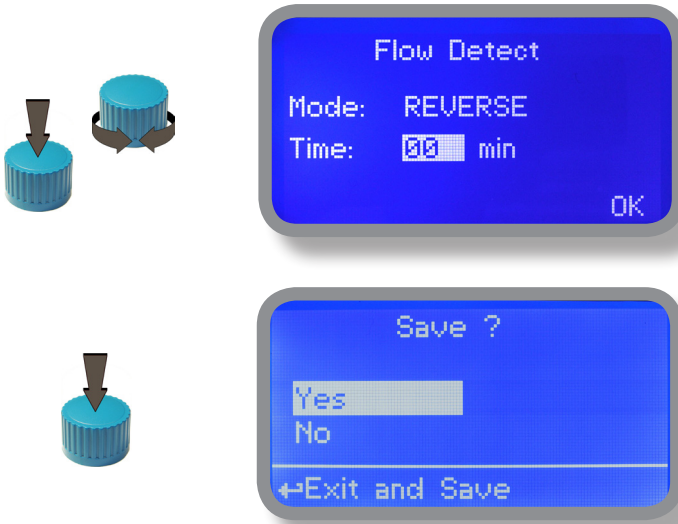 Flow Detect
Mode: REVERSE
Time: 00 min
OK
Save ?
Yes
No
↵Exit and Save